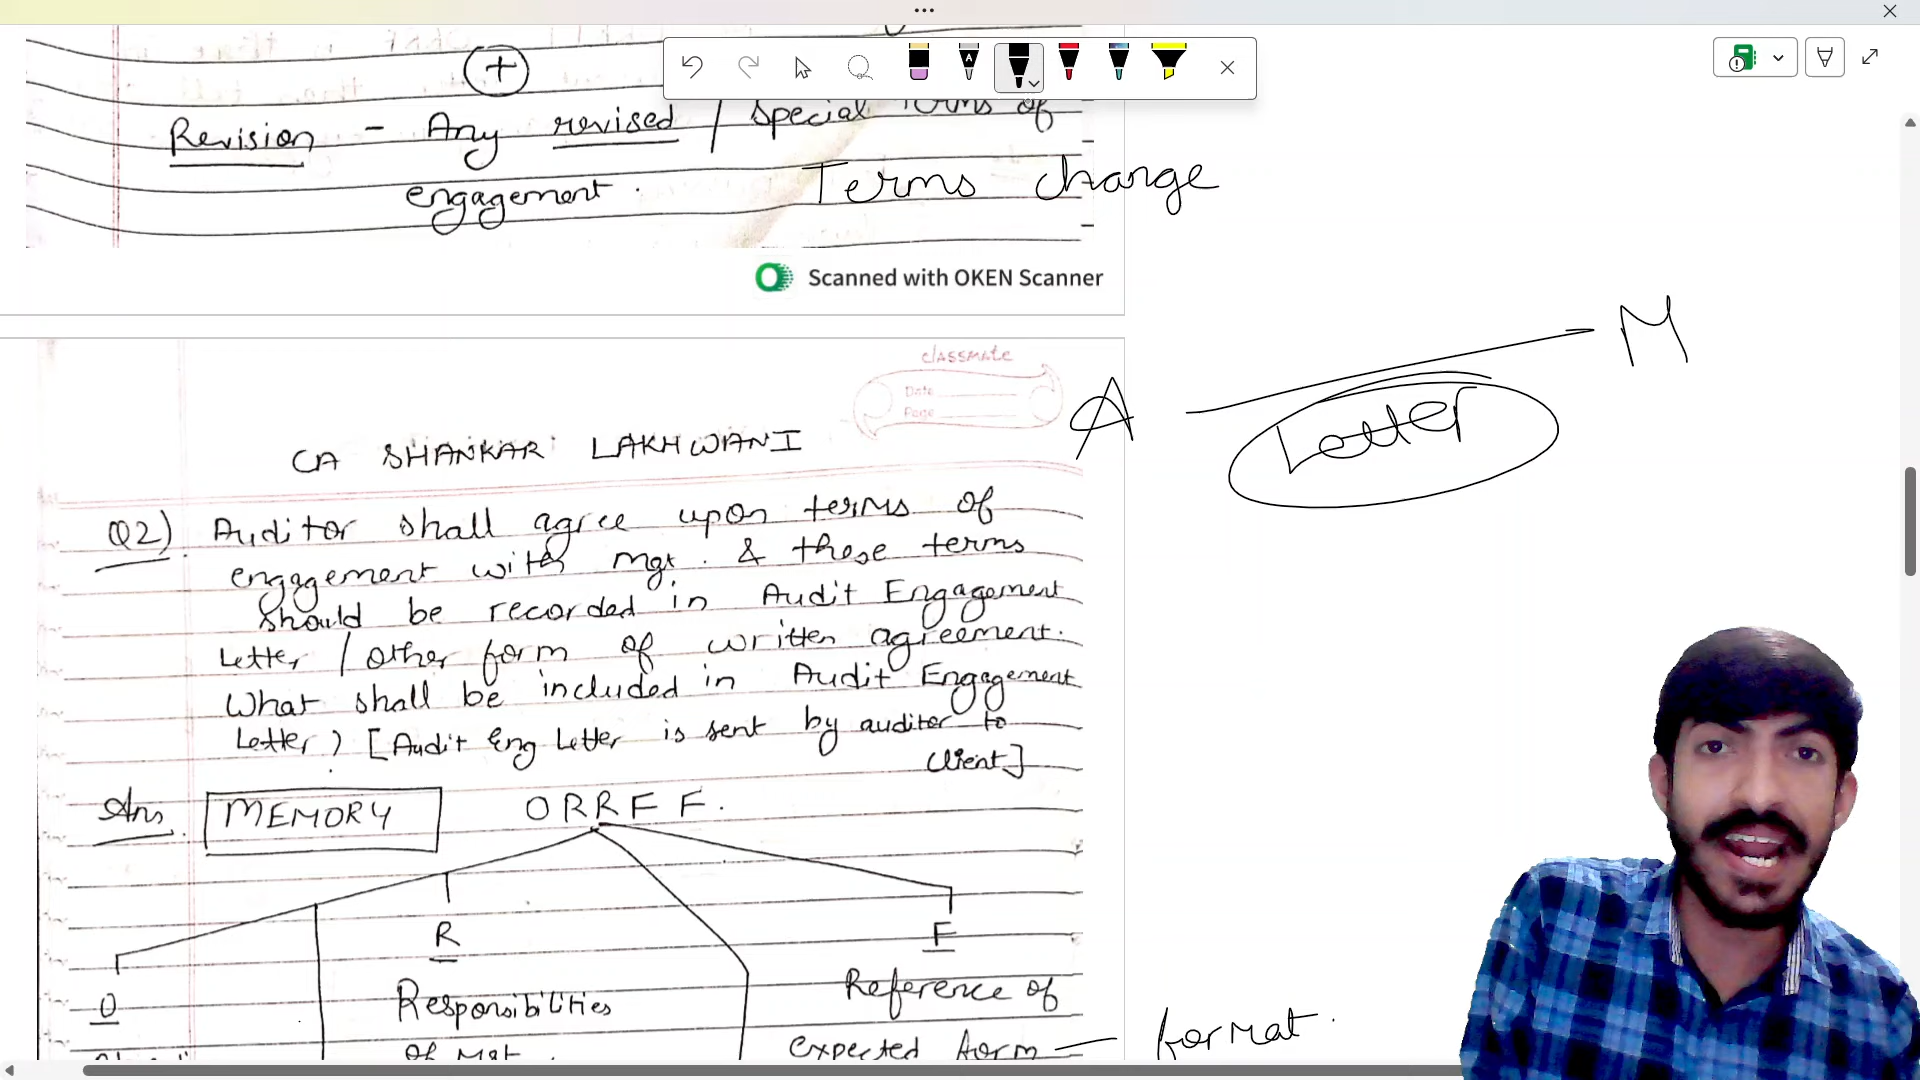 +
Revision - Any revised / special terms of
engagement.
Terms change
Scanned with OKEN Scanner
M
classmate
Date
Page
A
Letter
CA SHANKAR LAKHWANI
Q2) Auditor shall agree upon terms of
engagement with mgt. & these terms
should be recorded in Audit Engagement
Letter / other form of written agreement.
What shall be included in Audit Engagement
Letter? [Audit Eng Letter is sent by auditor to
Client]
Ans. MEMORY ORRFF.
O
R
F
Responsibilities
of Mgt.
Reference of
expected form — format.